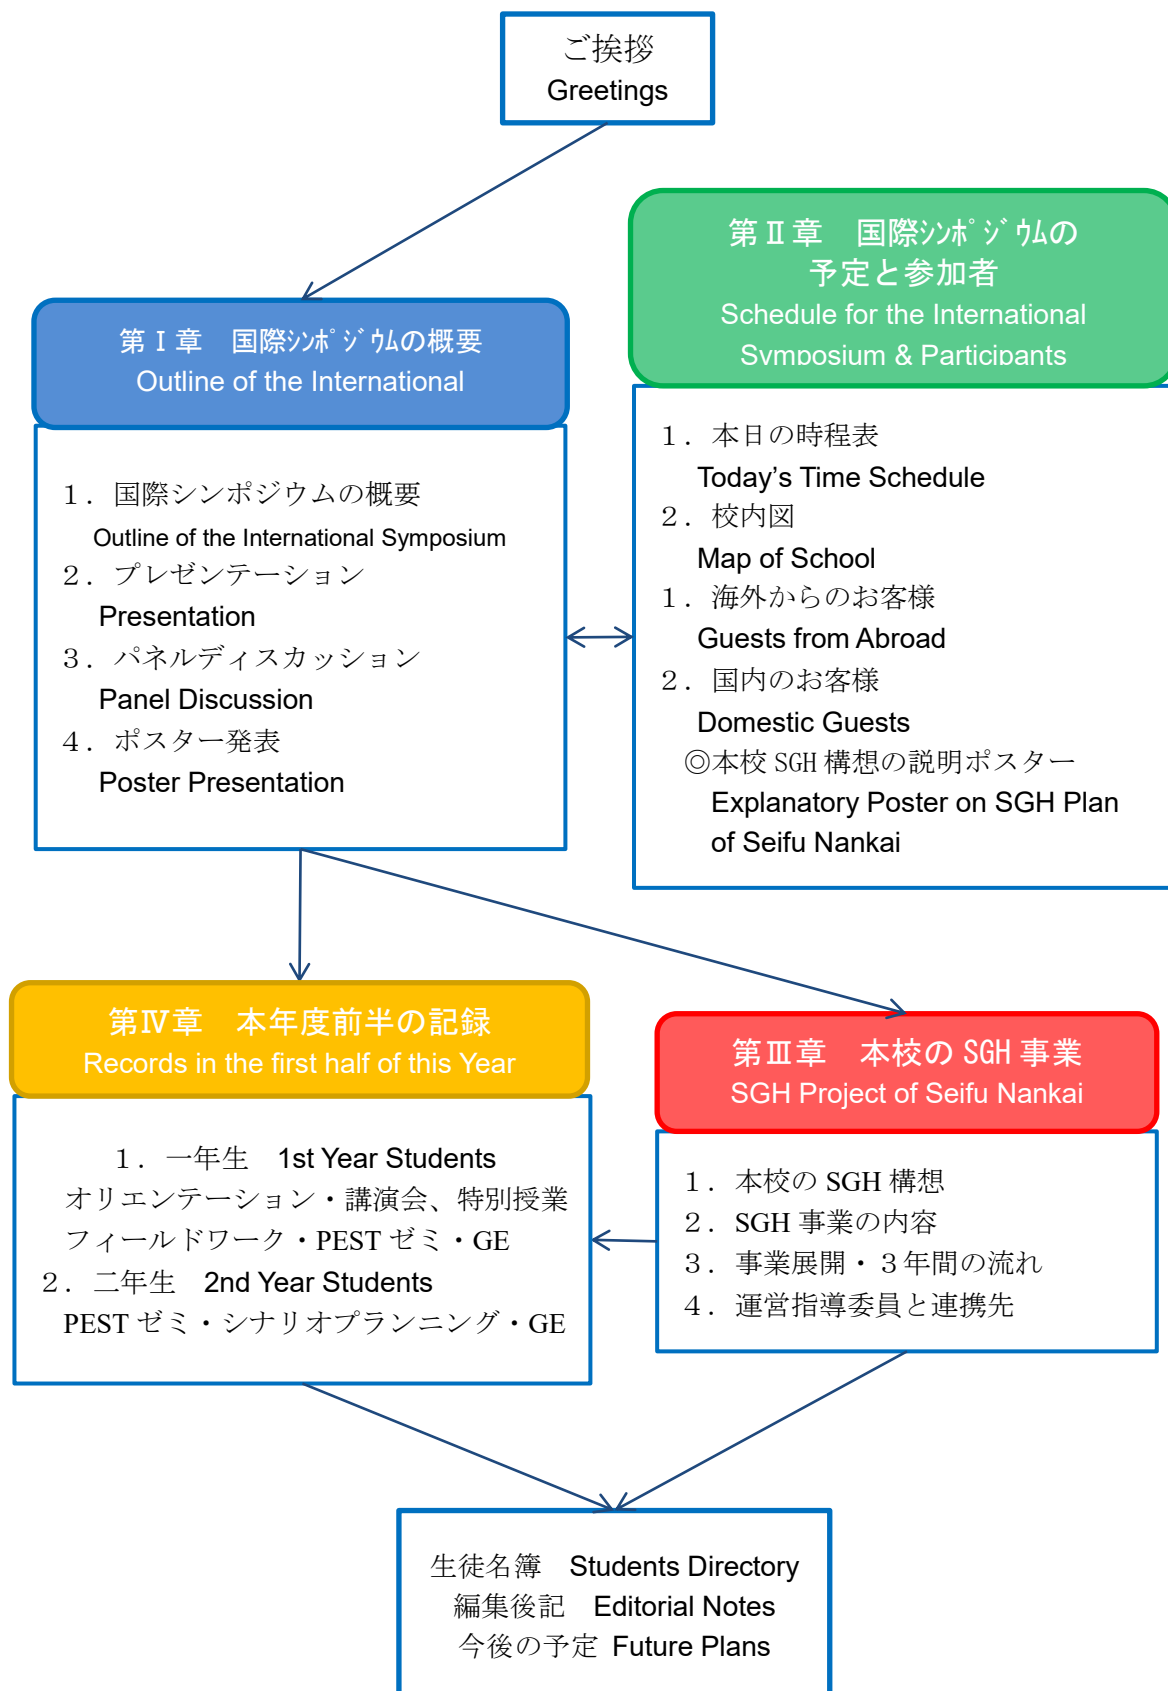 ご挨拶
Greetings
第Ⅰ章　国際ｼﾝﾎﾟｼﾞｳﾑの概要
Outline of the International
1．国際シンポジウムの概要
Outline of the International Symposium
2．プレゼンテーション
Presentation
3．パネルディスカッション
Panel Discussion
4．ポスター発表
Poster Presentation
第Ⅱ章　国際ｼﾝﾎﾟｼﾞｳﾑの
予定と参加者
Schedule for the International
Symposium & Participants
1．本日の時程表
Today’s Time Schedule
2．校内図
Map of School
1．海外からのお客様
Guests from Abroad
2．国内のお客様
Domestic Guests
◎本校 SGH 構想の説明ポスター
Explanatory Poster on SGH Plan
of Seifu Nankai
第Ⅳ章　本年度前半の記録
Records in the first half of this Year
1．一年生　1st Year Students
オリエンテーション・講演会、特別授業
フィールドワーク・PEST ゼミ・GE
2．二年生　2nd Year Students
PEST ゼミ・シナリオプランニング・GE
第Ⅲ章　本校の SGH 事業
SGH Project of Seifu Nankai
1．本校の SGH 構想
2．SGH 事業の内容
3．事業展開・３年間の流れ
4．運営指導委員と連携先
生徒名簿　Students Directory
編集後記　Editorial Notes
今後の予定 Future Plans